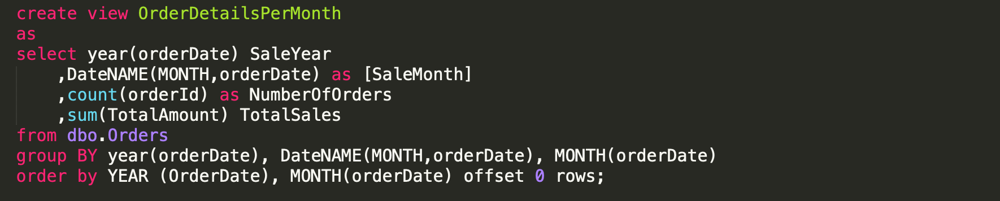 create view OrderDetailsPerMonth
as
select year(orderDate) SaleYear
    ,DateNAME(MONTH,orderDate) as [SaleMonth]
    ,count(orderId) as NumberOfOrders
    ,sum(TotalAmount) TotalSales
from dbo.Orders
group BY year(orderDate), DateNAME(MONTH,orderDate), MONTH(orderDate)
order by YEAR (OrderDate), MONTH(orderDate) offset 0 rows;